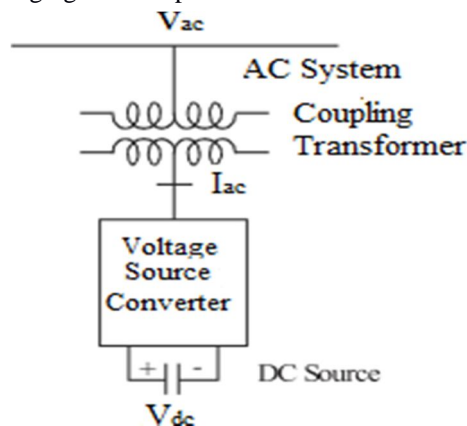 Vac
AC System
Coupling
Transformer
Iac
Voltage
Source
Converter
+ -
DC Source
Vdc